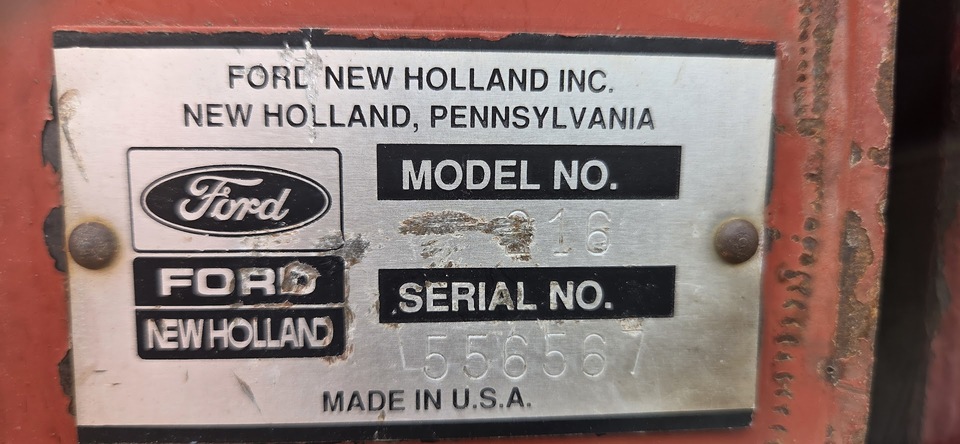 FORD NEW HOLLAND INC.
NEW HOLLAND, PENNSYLVANIA
Ford
MODEL NO.
FORD
SERIAL NO.
NEW HOLLAND
556567
MADE IN U.S.A.